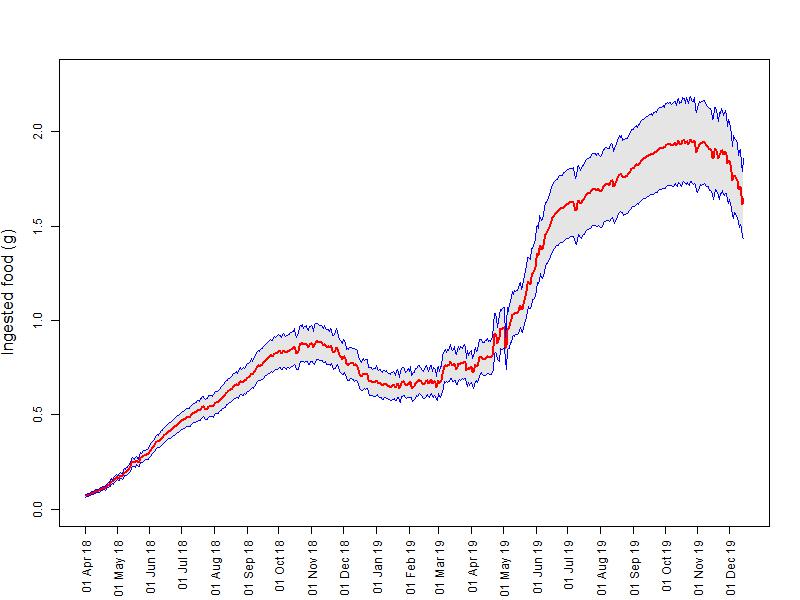 Ingested food (g)
2.0
1.5
1.0
0.5
0.0
01 Apr 18
01 May 18
01 Jun 18
01 Jul 18
01 Aug 18
01 Sep 18
01 Oct 18
01 Nov 18
01 Dec 18
01 Jan 19
01 Feb 19
01 Mar 19
01 Apr 19
01 May 19
01 Jun 19
01 Jul 19
01 Aug 19
01 Sep 19
01 Oct 19
01 Nov 19
01 Dec 19